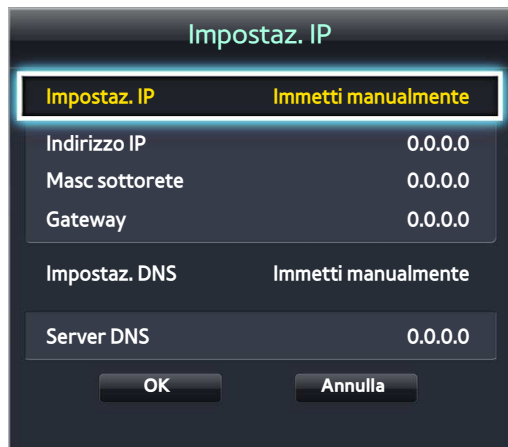 Impostaz. IP
Impostaz. IP Immetti manualmente
Indirizzo IP 0.0.0.0
Masc sottorete 0.0.0.0
Gateway 0.0.0.0
Impostaz. DNS Immetti manualmente
Server DNS 0.0.0.0
OK Annulla